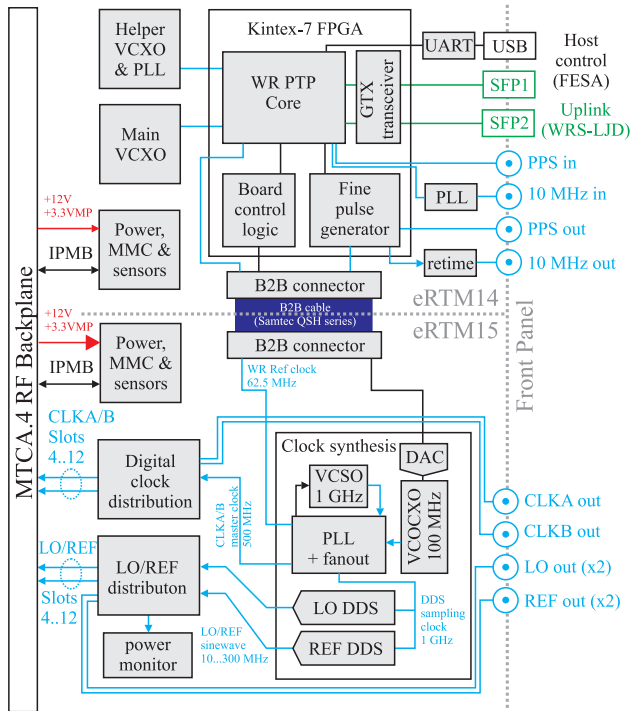 Helper
VCXO
& PLL
Kintex-7 FPGA
WR PTP
Core
GTX
transceiver
UART
USB
Host
control
(FESA)
SFP1
SFP2
Uplink
(WRS-LJD)
Main
VCXO
PPS in
PLL
10 MHz in
Board
control
logic
Fine
pulse
generator
PPS out
retime
10 MHz out
+12V
+3.3VMP
Power,
MMC &
sensors
IPMB
B2B connector
B2B cable
(Samtec QSH series)
B2B connector
eRTM14
eRTM15
Front Panel
MTCA.4 RF Backplane
+12V
+3.3VMP
Power,
MMC &
sensors
IPMB
WR Ref clock
62.5 MHz
CLKA/B
Slots
4..12
Digital
clock
distribution
CLKA/B
master clock
500 MHz
Clock synthesis
DAC
VCSO
1 GHz
VCOCXO
100 MHz
PLL
+ fanout
CLKA out
CLKB out
LO out (x2)
REF out (x2)
LO/REF
Slots
4..12
LO/REF
distributon
power
monitor
LO/REF
sinewave
10...300 MHz
LO DDS
REF DDS
DDS
sampling
clock
1 GHz